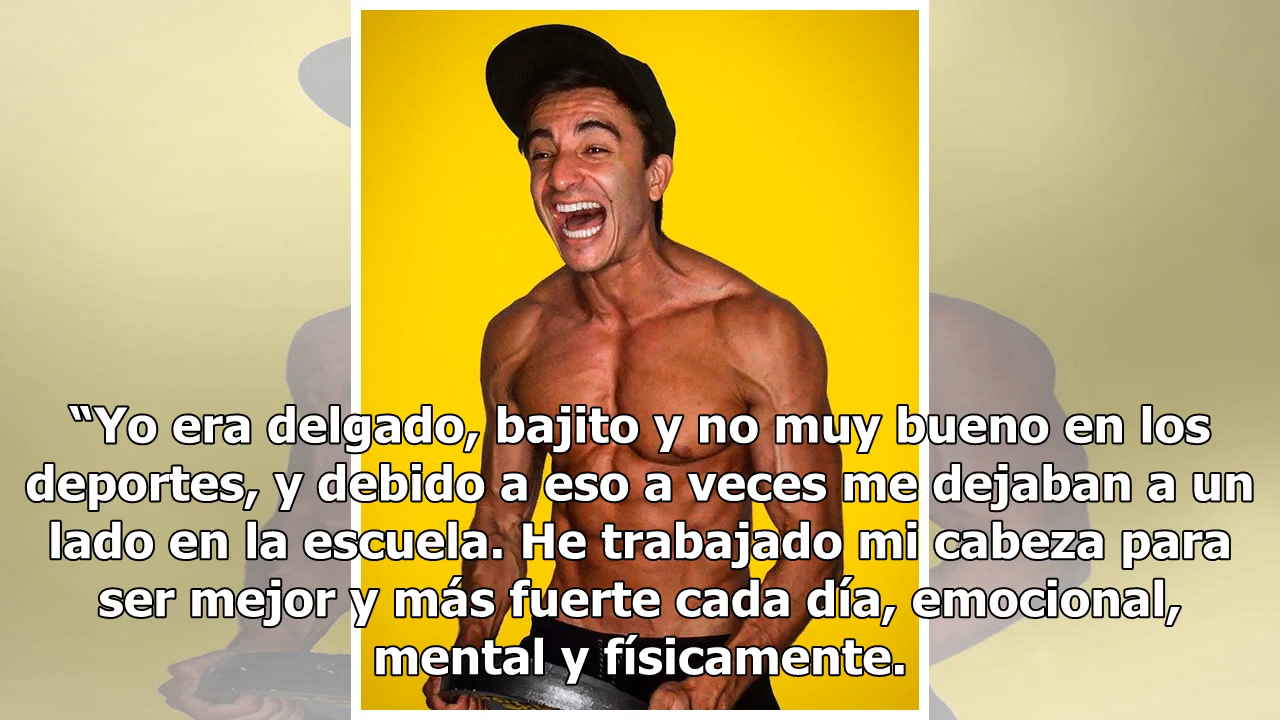 “Yo era delgado, bajito y no muy bueno en los
deportes, y debido a eso a veces me dejaban a un
lado en la escuela. He trabajado mi cabeza para
ser mejor y más fuerte cada día, emocional,
mental y físicamente.